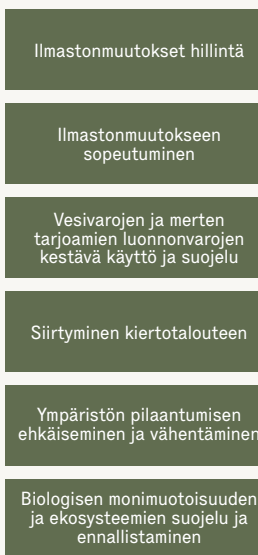 Ilmastonmuutokset hillintä
Ilmastonmuutokseen
sopeutuminen
Vesivarojen ja merten
tarjoamien luonnonvarojen
kestävä käyttö ja suojelu
Siirtyminen kiertotalouteen
Ympäristön pilaantumisen
ehkäiseminen ja vähentäminen
Biologisen monimuotoisuuden
ja ekosysteemien suojelu ja
ennallistaminen